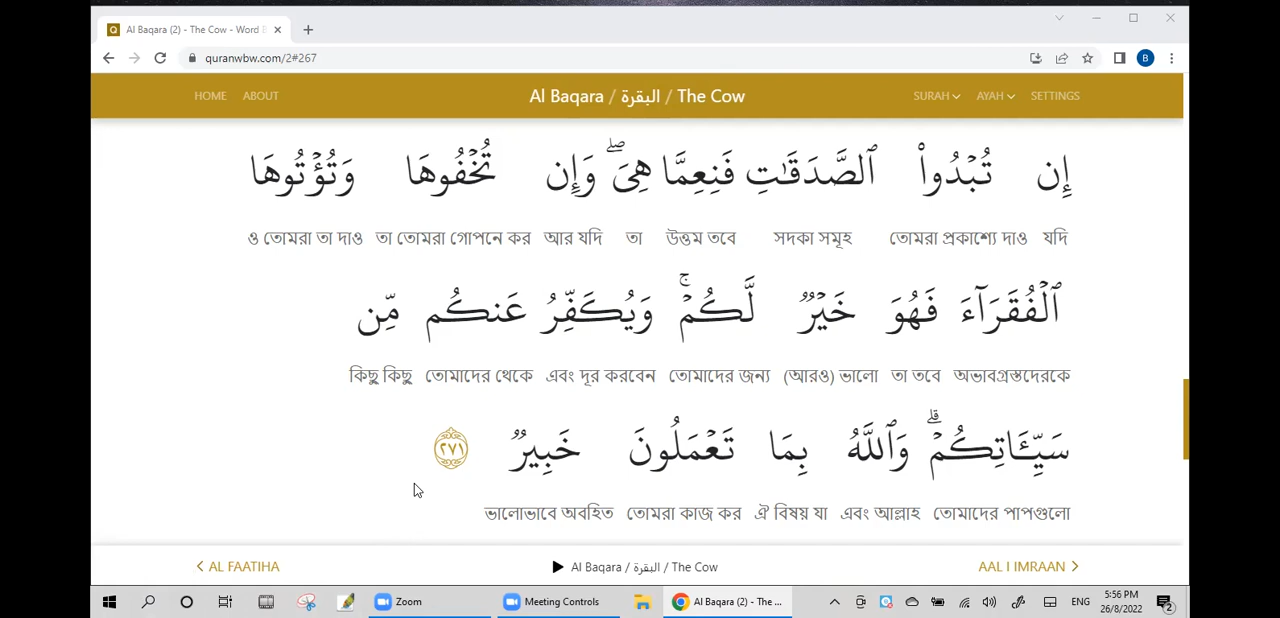 Al Baqara (2) - The Cow - Word B
quranwbw.com/2#267
B
HOME ABOUT Al Baqara / البقرة / The Cow SURAH AYAH SETTINGS
إِن تُبْدُوا۟ ٱلصَّدَقَـٰتِ فَنِعِمَّا هِىَ ۖ وَإِن تُخْفُوهَا وَتُؤْتُوهَا
যদি তোমরা প্রকাশ্যে দাও সদকা সমূহ উত্তম তবে তা আর যদি তা তোমরা গোপনে কর ও তোমরা তা দাও
ٱلْفُقَرَآءَ فَهُوَ خَيْرٌ لَّكُمْ ۚ وَيُكَفِّرُ عَنكُم مِّن
অভাবগ্রস্তদেরকে তা তবে (আরও) ভালো তোমাদের জন্য এবং দূর করবেন তোমাদের থেকে কিছু কিছু
سَيِّـَٔاتِكُمْ ۗ وَٱللَّهُ بِمَا تَعْمَلُونَ خَبِيرٌ ٢٧١
তোমাদের পাপগুলো এবং আল্লাহ ঐ বিষয় যা তোমরা কাজ কর ভালোভাবে অবহিত
AL FAATIHA Al Baqara / البقرة / The Cow AAL I IMRAAN
Zoom Meeting Controls Al Baqara (2) - The ... ENG 5:56 PM
26/8/2022 2